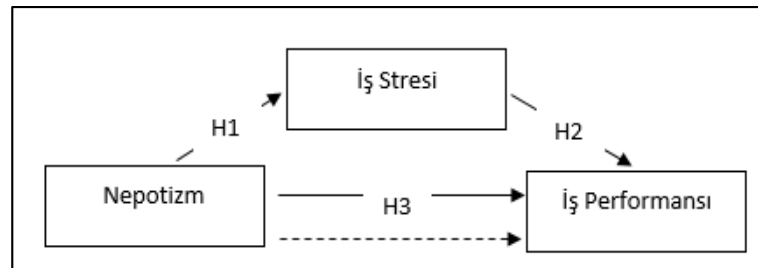 İş Stresi
H1
H2
Nepotizm
H3
İş Performansı